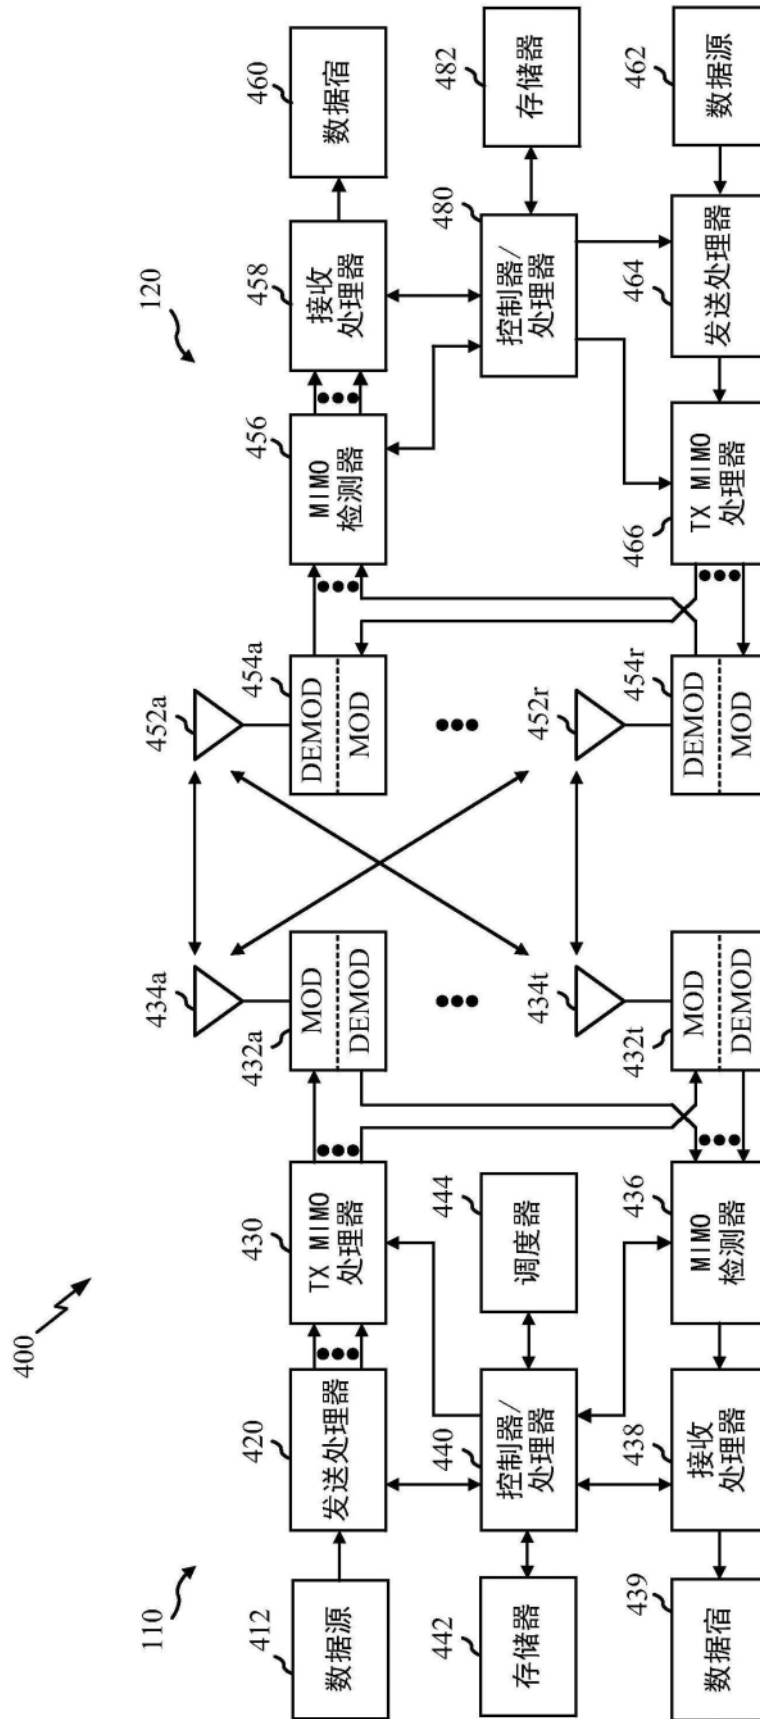 400
110
120
412
数据源
420
发送处理器
430
TX MIMO
处理器
432a
MOD
DEMOD
434a
452a
454a
DEMOD
MOD
456
MIMO
检测器
458
接收
处理器
460
数据宿
442
存储器
440
控制器/
处理器
444
调度器
480
控制器/
处理器
482
存储器
439
数据宿
438
接收
处理器
436
MIMO
检测器
432t
MOD
DEMOD
434t
452r
454r
DEMOD
MOD
466
TX MIMO
处理器
464
发送处理器
462
数据源